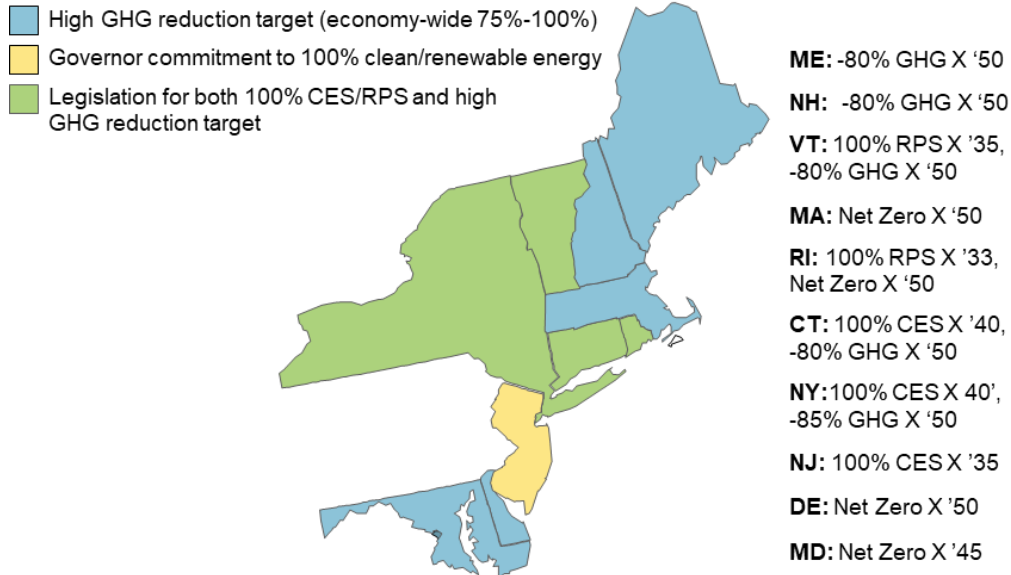 High GHG reduction target (economy-wide 75%-100%)
Governor commitment to 100% clean/renewable energy
Legislation for both 100% CES/RPS and high
GHG reduction target
ME: -80% GHG X ‘50
NH: -80% GHG X ‘50
VT: 100% RPS X ’35,
-80% GHG X ‘50
MA: Net Zero X ‘50
RI: 100% RPS X ’33,
Net Zero X ‘50
CT: 100% CES X ‘40,
-80% GHG X ‘50
NY:100% CES X 40’,
-85% GHG X ‘50
NJ: 100% CES X ’35
DE: Net Zero X ‘50
MD: Net Zero X ’45